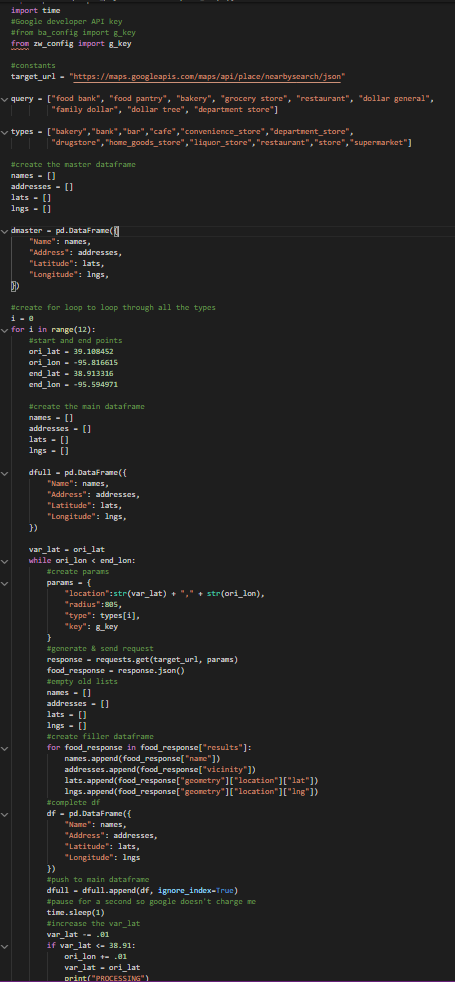 import time
#Google developer API key
#from ba_config import g_key
from zw_config import g_key
#constants
target_url = "https://maps.googleapis.com/maps/api/place/nearbysearch/json"
query = ["food bank", "food pantry", "bakery", "grocery store", "restaurant", "dollar general",
"family dollar", "dollar tree", "department store"]
types = ["bakery","bank","bar","cafe","convenience_store","department_store",
"drugstore","home_goods_store","liquor_store","restaurant","store","supermarket"]
#create the master dataframe
names = []
addresses = []
lats = []
lngs = []
dmaster = pd.DataFrame({
"Name": names,
"Address": addresses,
"Latitude": lats,
"Longitude": lngs,
})
#create for loop to loop through all the types
i = 0
for i in range(12):
#start and end points
ori_lat = 39.108452
ori_lon = -95.816615
end_lat = 38.913316
end_lon = -95.594971
#create the main dataframe
names = []
addresses = []
lats = []
lngs = []
dfull = pd.DataFrame({
"Name": names,
"Address": addresses,
"Latitude": lats,
"Longitude": lngs,
})
var_lat = ori_lat
while ori_lon < end_lon:
#create params
params = {
"location":str(var_lat) + "," + str(ori_lon),
"radius":805,
"type": types[i],
"key": g_key
}
#generate & send request
response = requests.get(target_url, params)
food_response = response.json()
#empty old lists
names = []
addresses = []
lats = []
lngs = []
#create filler dataframe
for food_response in food_response["results"]:
names.append(food_response["name"])
addresses.append(food_response["vicinity"])
lats.append(food_response["geometry"]["location"]["lat"])
lngs.append(food_response["geometry"]["location"]["lng"])
#complete df
df = pd.DataFrame({
"Name": names,
"Address": addresses,
"Latitude": lats,
"Longitude": lngs
})
#push to main dataframe
dfull = dfull.append(df, ignore_index=True)
#pause for a second so google doesn't charge me
time.sleep(1)
#increase the var_lat
var_lat -= .01
if var_lat <= 38.91:
ori_lon += .01
var_lat = ori_lat
print("PROCESSING")